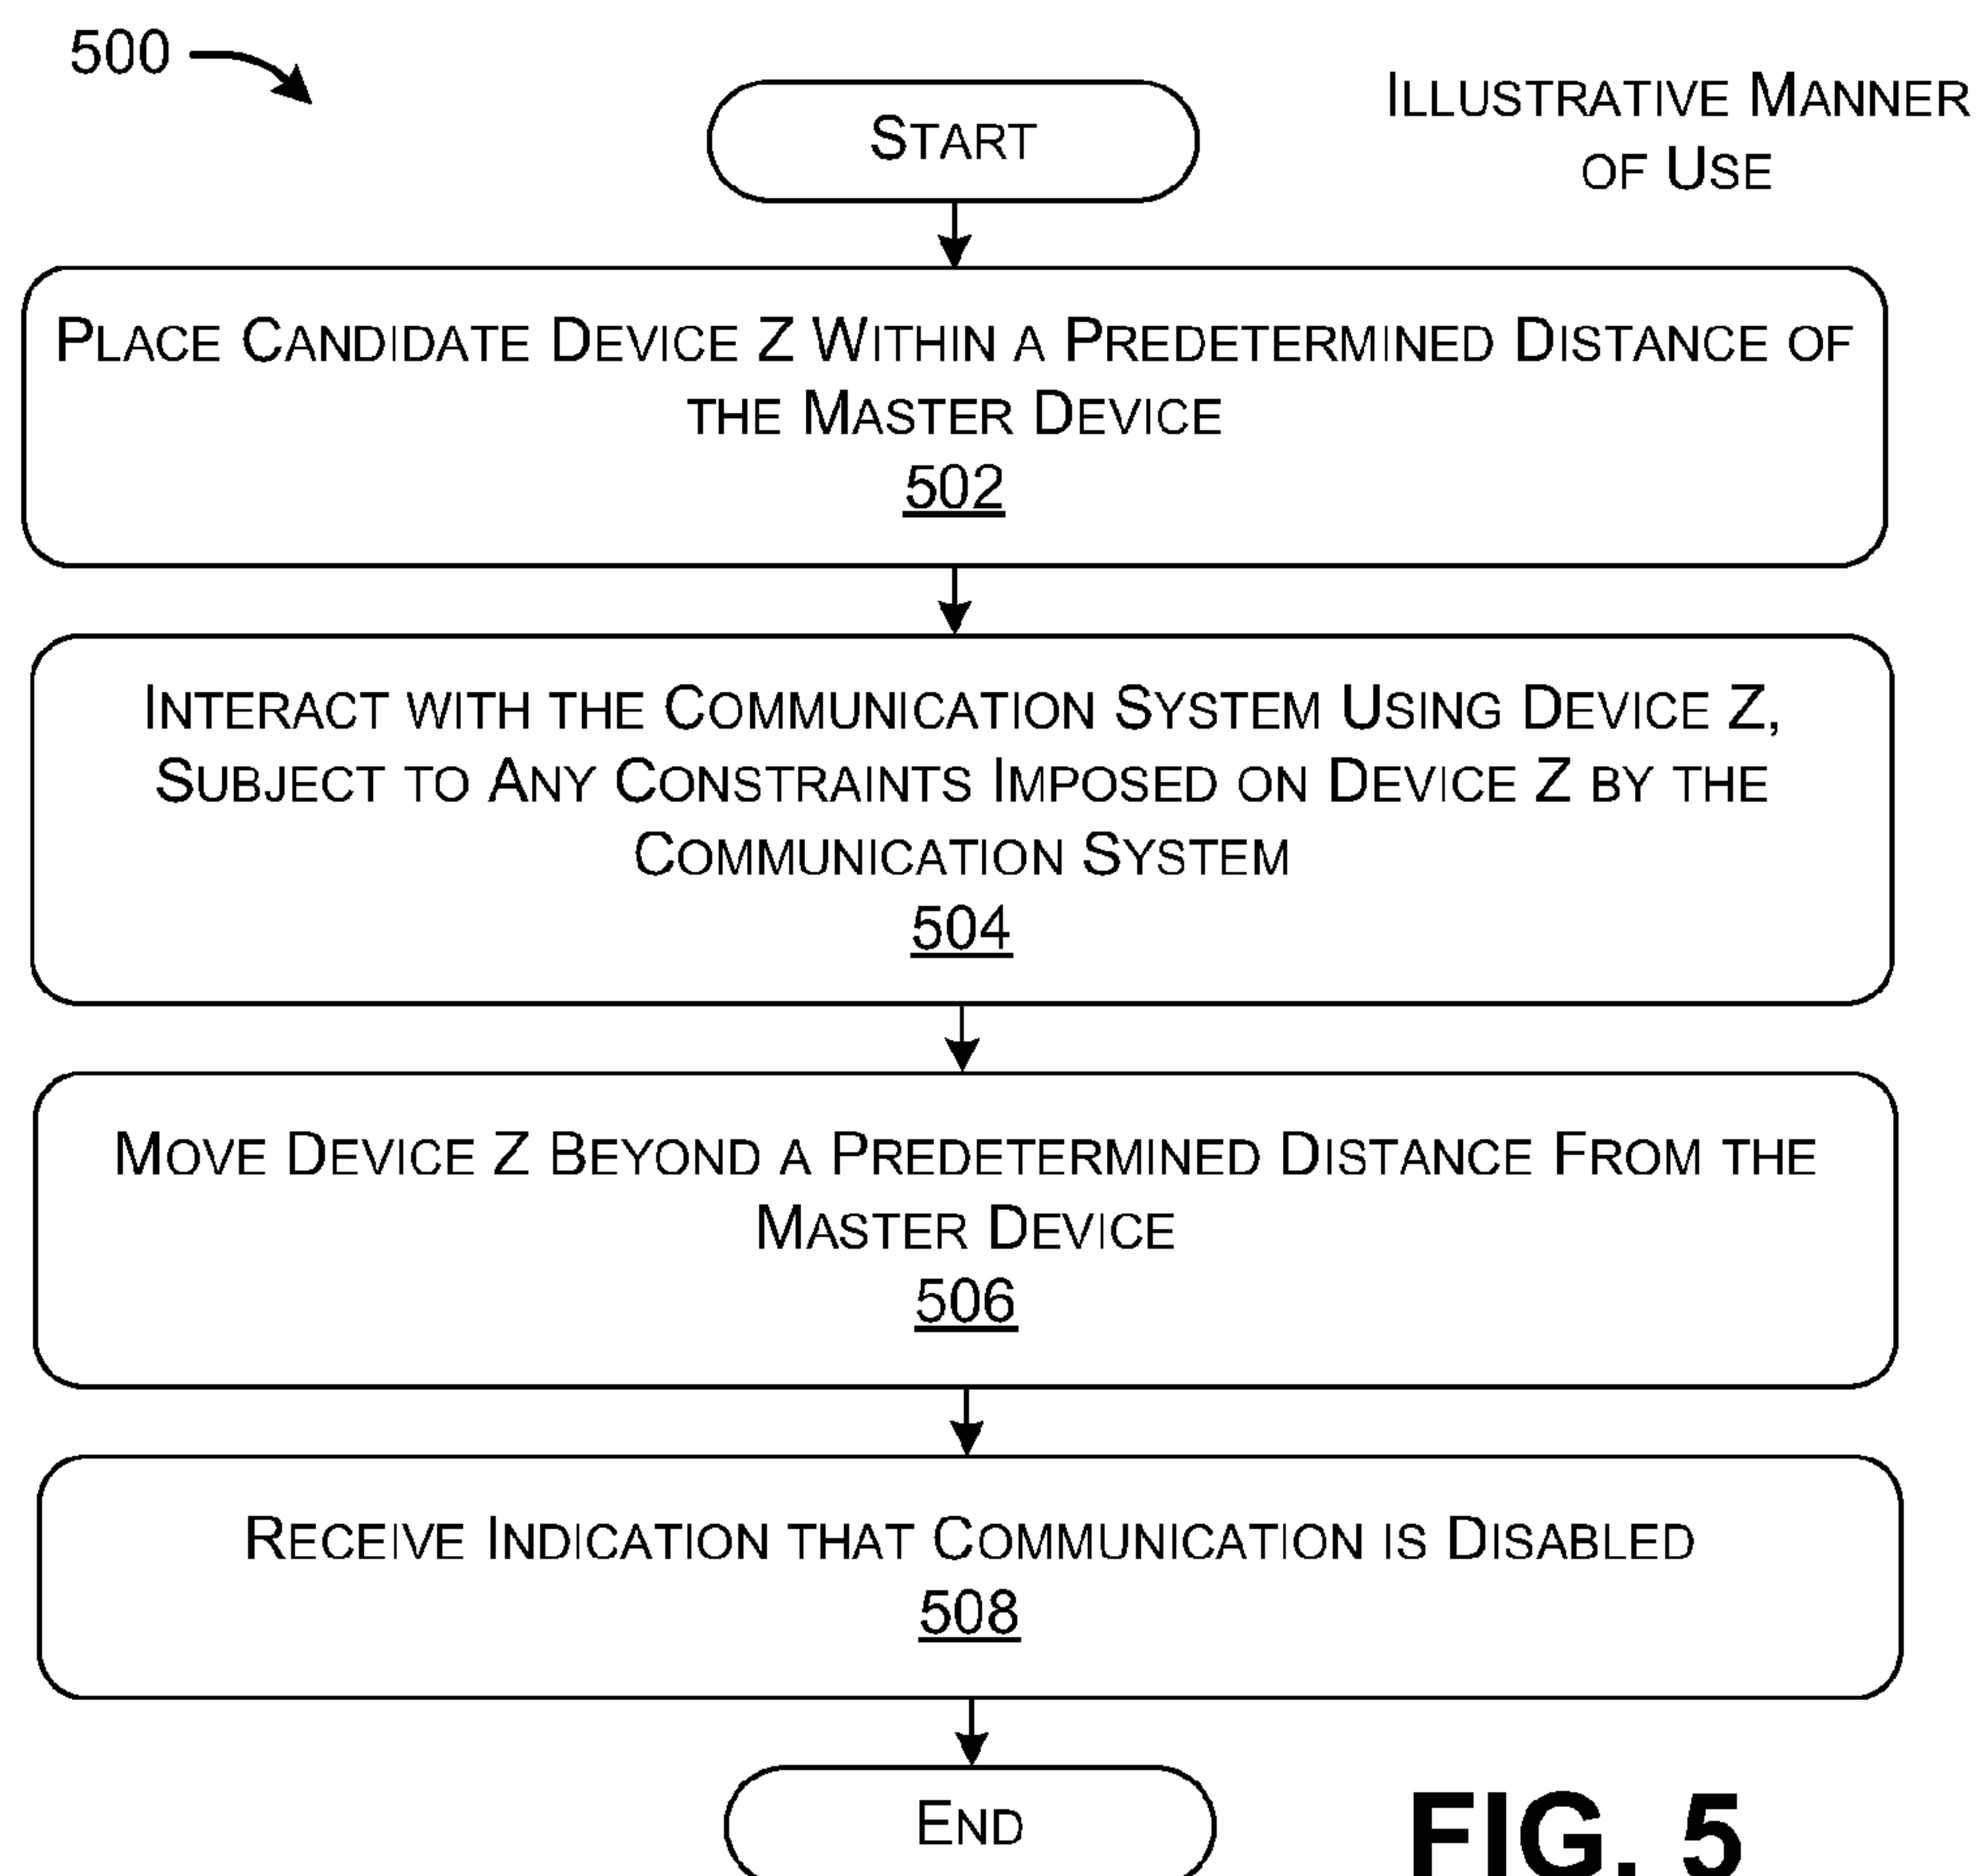 500
ILLUSTRATIVE MANNER
OF USE
START
PLACE CANDIDATE DEVICE Z WITHIN A PREDETERMINED DISTANCE OF
THE MASTER DEVICE
502
INTERACT WITH THE COMMUNICATION SYSTEM USING DEVICE Z,
SUBJECT TO ANY CONSTRAINTS IMPOSED ON DEVICE Z BY THE
COMMUNICATION SYSTEM
504
MOVE DEVICE Z BEYOND A PREDETERMINED DISTANCE FROM THE
MASTER DEVICE
506
RECEIVE INDICATION THAT COMMUNICATION IS DISABLED
508
END
FIG. 5